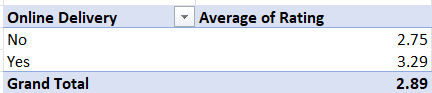 Online Delivery Average of Rating
No 2.75
Yes 3.29
Grand Total 2.89